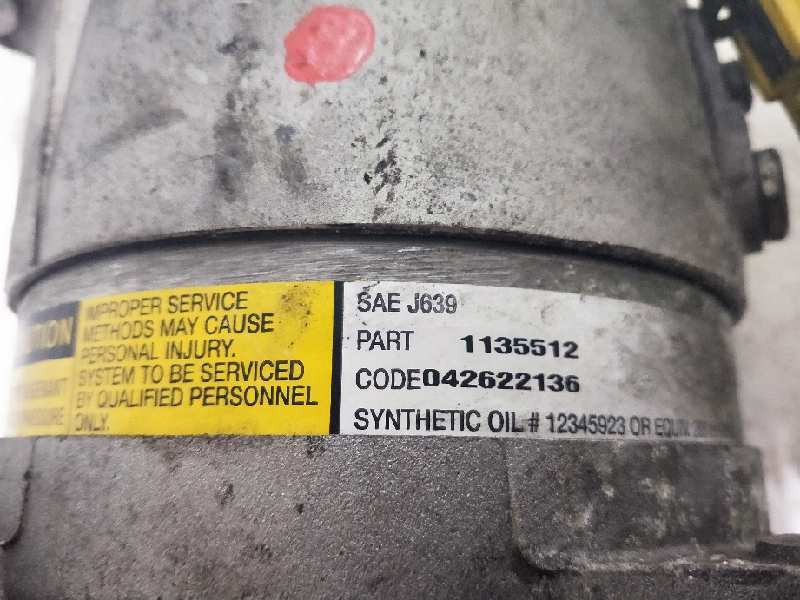 IMPROPER SERVICE
METHODS MAY CAUSE
PERSONAL INJURY.
SYSTEM TO BE SERVICED
BY QUALIFIED PERSONNEL
ONLY.
SAE J639
PART 1135512
CODE042622136
SYNTHETIC OIL # 12345923 OR EQUIV.